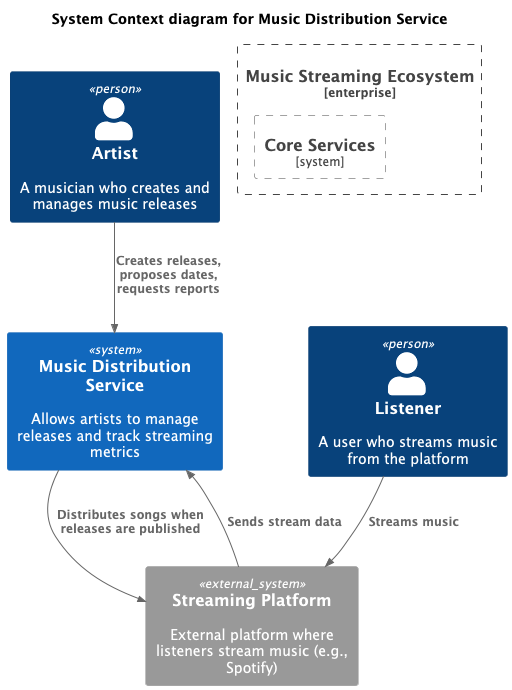 System Context diagram for Music Distribution Service
«person»
Artist
A musician who creates and
manages music releases
Music Streaming Ecosystem
[enterprise]
Core Services
[system]
Creates releases,
proposes dates,
requests reports
«system»
Music Distribution
Service
Allows artists to manage
releases and track streaming
metrics
«person»
Listener
A user who streams music
from the platform
Distributes songs when
releases are published
Sends stream data
Streams music
«external_system»
Streaming Platform
External platform where
listeners stream music (e.g.,
Spotify)